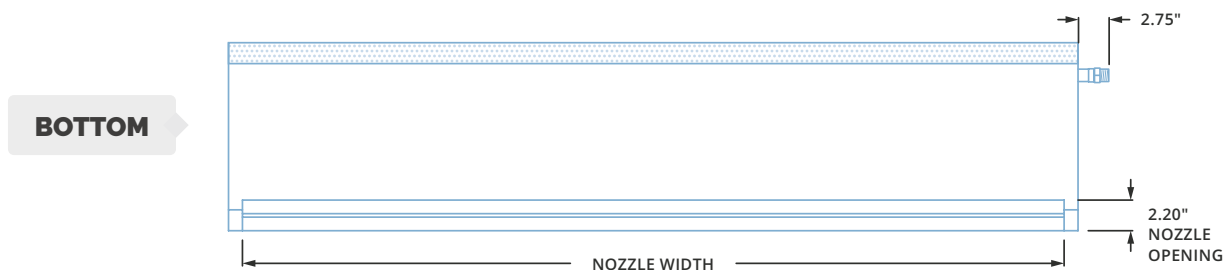 2.75"
BOTTOM
2.20"
NOZZLE
OPENING
NOZZLE WIDTH